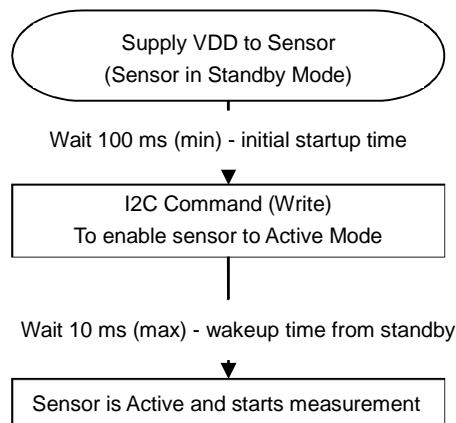 Supply VDD to Sensor
(Sensor in Standby Mode)
Wait 100 ms (min) - initial startup time
I2C Command (Write)
To enable sensor to Active Mode
Wait 10 ms (max) - wakeup time from standby
Sensor is Active and starts measurement